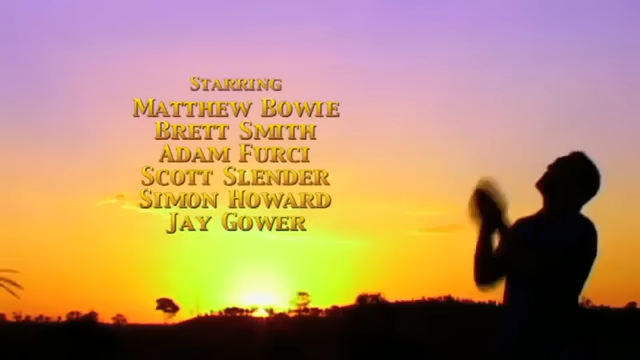 Starring
Matthew Bowie
Brett Smith
Adam Furci
Scott Slender
Simon Howard
Jay Gower